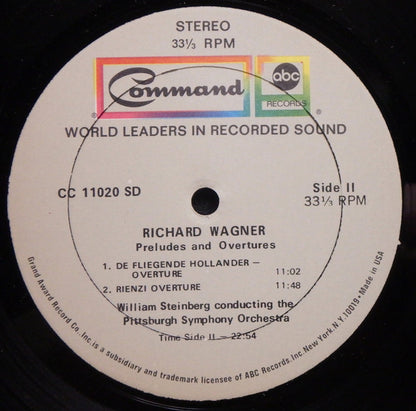 STEREO
33⅓ RPM
Command
abc
RECORDS
WORLD LEADERS IN RECORDED SOUND
CC 11020 SD
Side II
33⅓ RPM
RICHARD WAGNER
Preludes and Overtures
1. DE FLIEGENDE HOLLANDER —
OVERTURE 11:02
2. RIENZI OVERTURE 11:48
William Steinberg conducting the
Pittsburgh Symphony Orchestra
Time Side II — 22:54
Grand Award Record Co., Inc. is a subsidiary and trademark licensee of ABC Records, Inc. New York, N.Y. 10019 • Made in USA